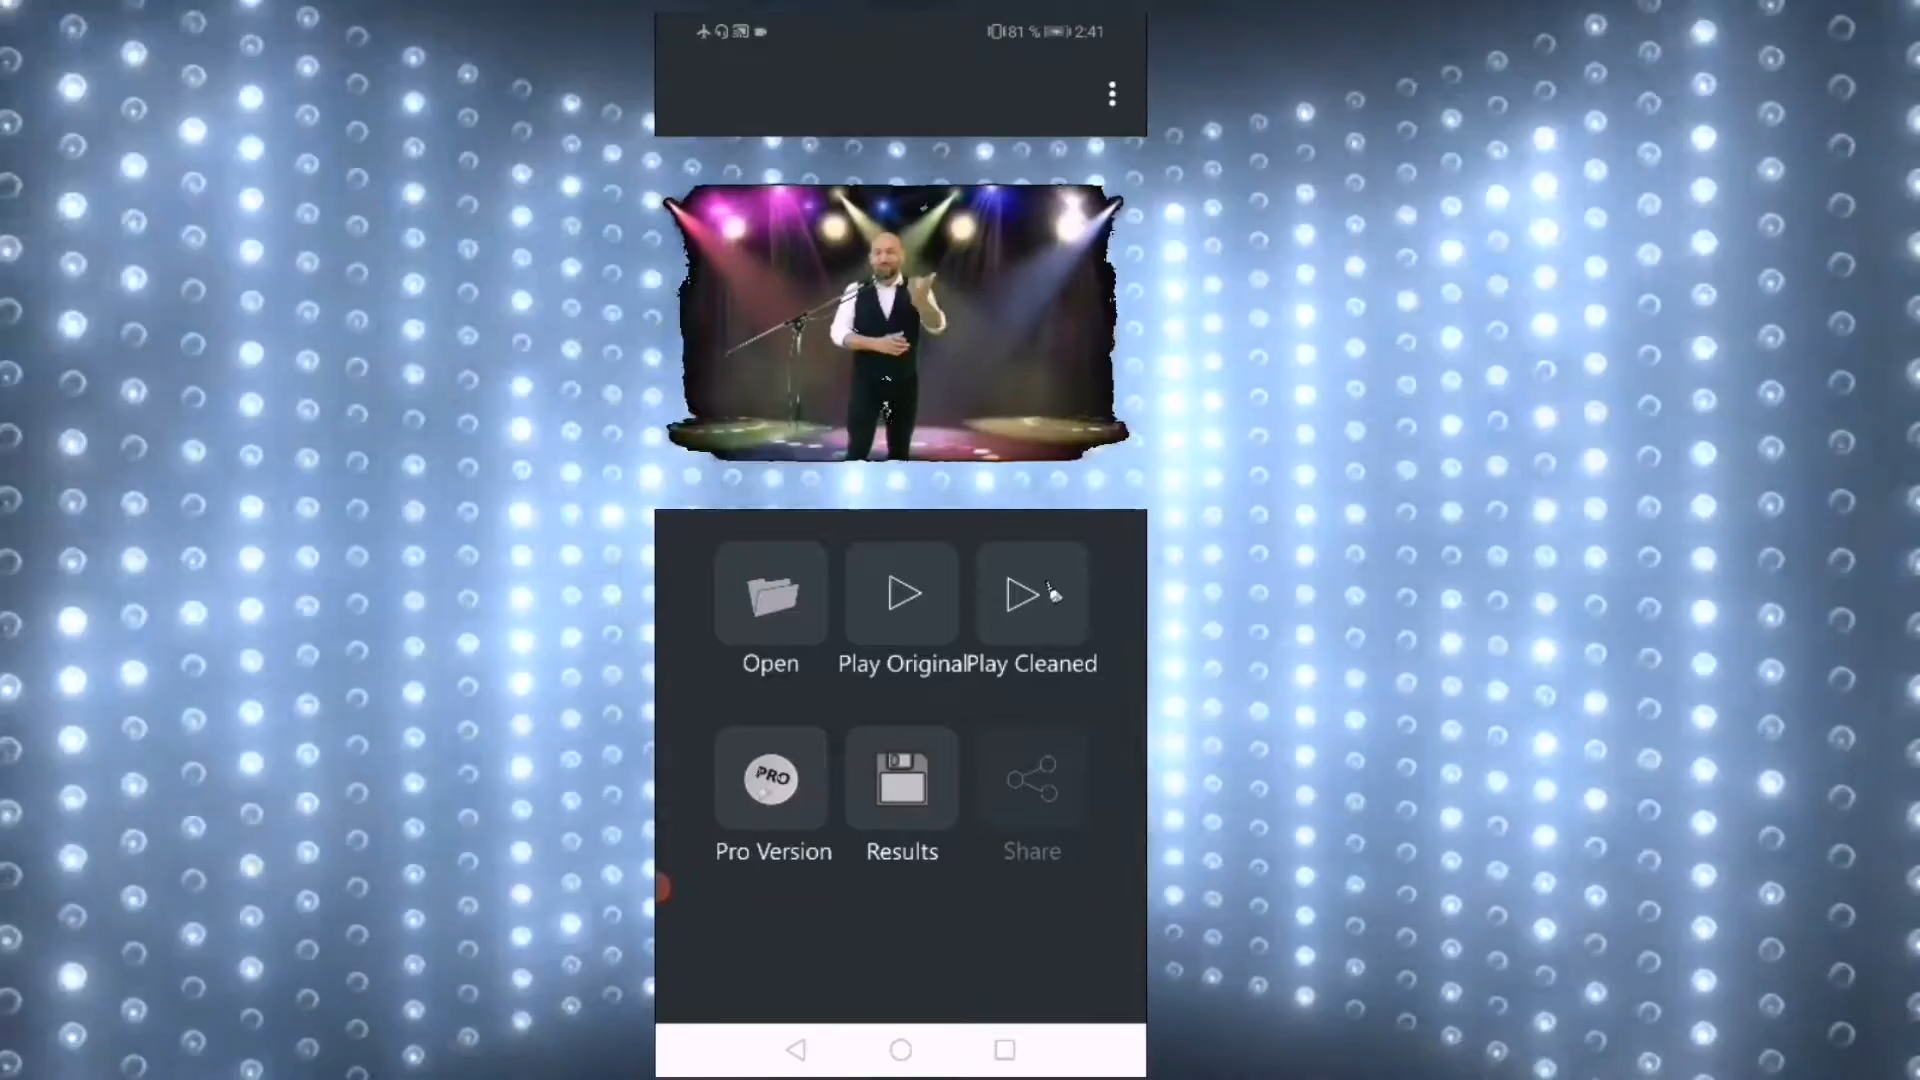 81 % 2:41
Open
Play Original
Play Cleaned
PRO
Pro Version
Results
Share